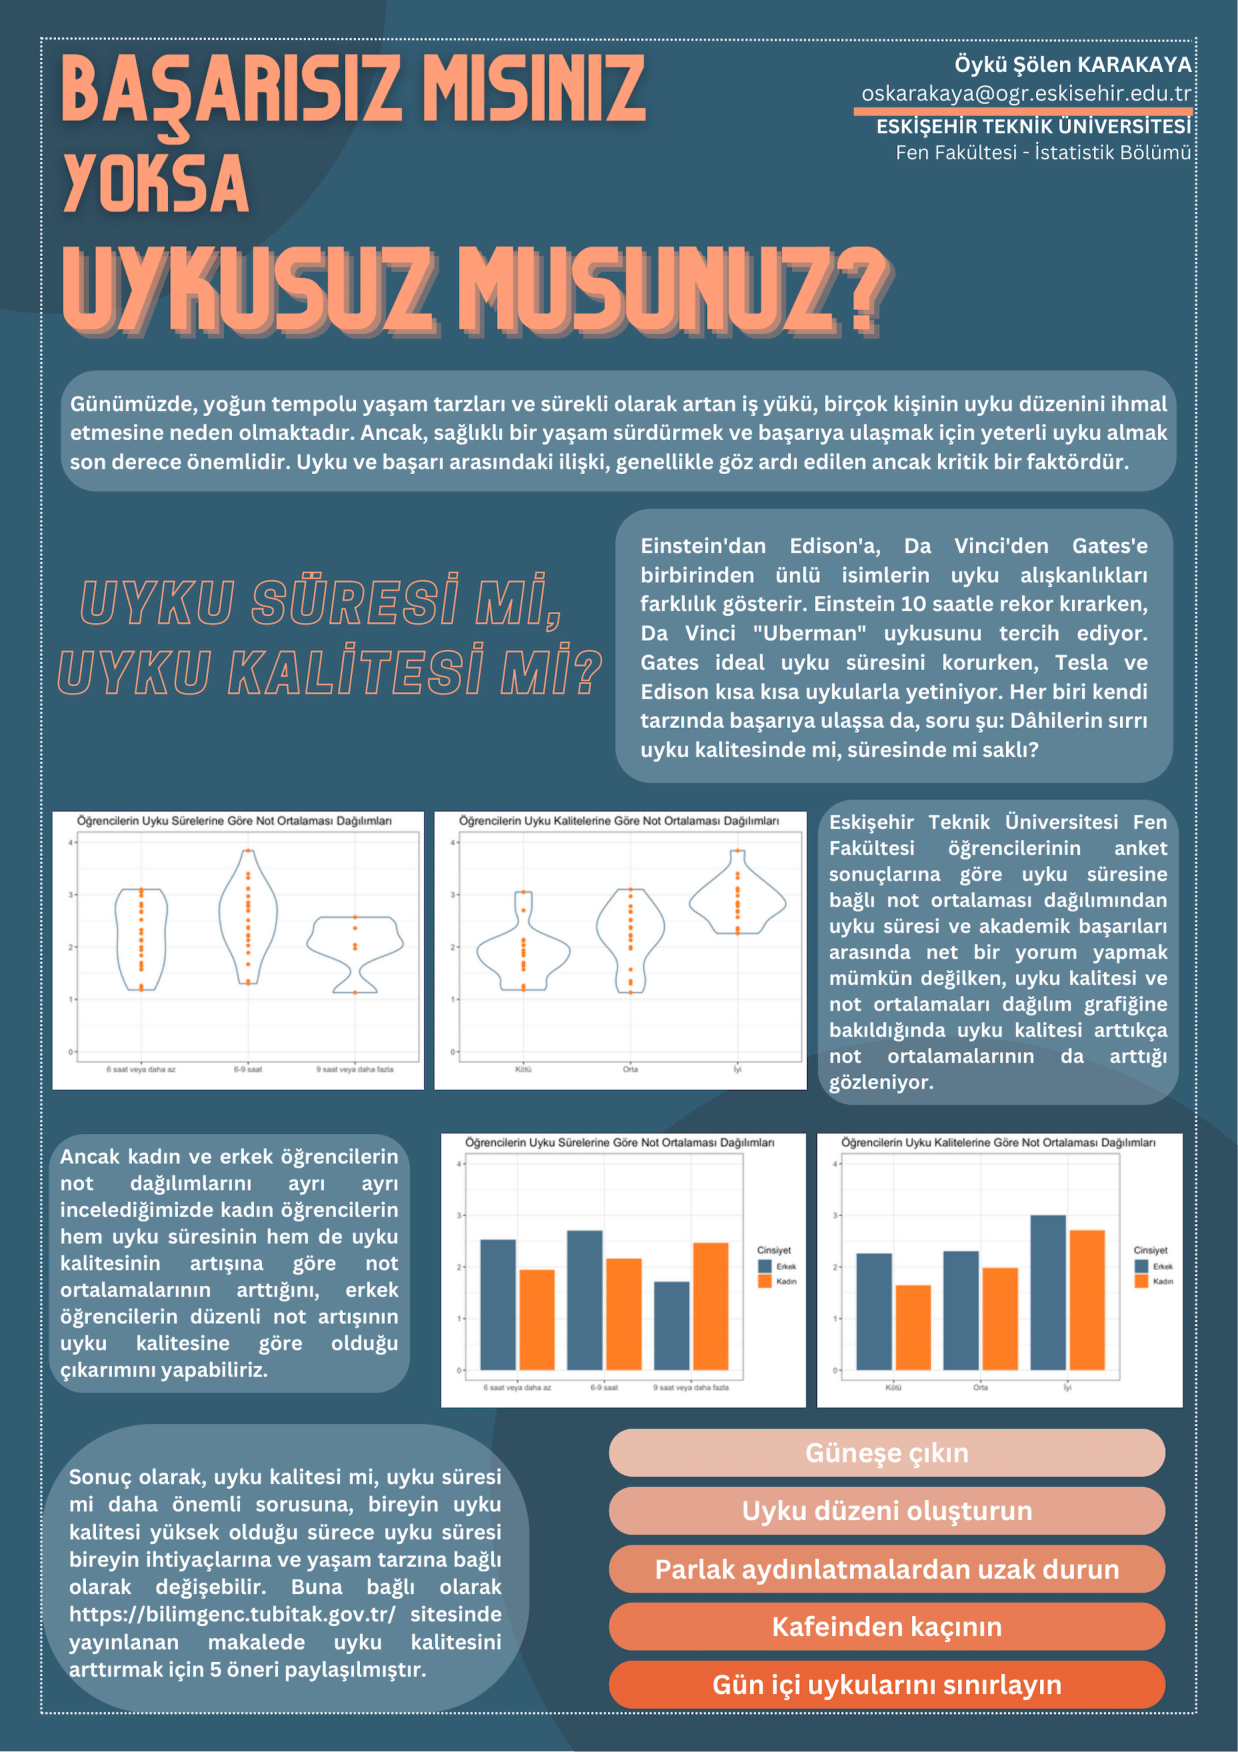 BAŞARISIZ MISINIZ
YOKSA
UYKUSUZ MUSUNUZ?
Öykü Şölen KARAKAYA
oskarakaya@ogr.eskisehir.edu.tr
ESKİŞEHİR TEKNİK ÜNİVERSİTESİ
Fen Fakültesi - İstatistik Bölümü
Günümüzde, yoğun tempolu yaşam tarzları ve sürekli olarak artan iş yükü, birçok kişinin uyku düzenini ihmal
etmesine neden olmaktadır. Ancak, sağlıklı bir yaşam sürdürmek ve başarıya ulaşmak için yeterli uyku almak
son derece önemlidir. Uyku ve başarı arasındaki ilişki, genellikle göz ardı edilen ancak kritik bir faktördür.
UYKU SÜRESİ Mİ,
UYKU KALİTESİ Mİ?
Einstein'dan Edison'a, Da Vinci'den Gates'e
birbirinden ünlü isimlerin uyku alışkanlıkları
farklılık gösterir. Einstein 10 saatle rekor kırarken,
Da Vinci "Uberman" uykusunu tercih ediyor.
Gates ideal uyku süresini korurken, Tesla ve
Edison kısa kısa uykularla yetiniyor. Her biri kendi
tarzında başarıya ulaşsa da, soru şu: Dâhilerin sırrı
uyku kalitesinde mi, süresinde mi saklı?
Öğrencilerin Uyku Sürelerine Göre Not Ortalaması Dağılımları
4
3
2
1
0
6 saat veya daha az
6-9 saat
9 saat veya daha fazla
Öğrencilerin Uyku Kalitelerine Göre Not Ortalaması Dağılımları
4
3
2
1
0
Kötü
Orta
İyi
Eskişehir Teknik Üniversitesi Fen
Fakültesi öğrencilerinin anket
sonuçlarına göre uyku süresine
bağlı not ortalaması dağılımından
uyku süresi ve akademik başarıları
arasında net bir yorum yapmak
mümkün değilken, uyku kalitesi ve
not ortalamaları dağılım grafiğine
bakıldığında uyku kalitesi arttıkça
not ortalamalarının da arttığı
gözleniyor.
Ancak kadın ve erkek öğrencilerin
not dağılımlarını ayrı ayrı
incelediğimizde kadın öğrencilerin
hem uyku süresinin hem de uyku
kalitesinin artışına göre not
ortalamalarının arttığını, erkek
öğrencilerin düzenli not artışının
uyku kalitesine göre olduğu
çıkarımını yapabiliriz.
Öğrencilerin Uyku Sürelerine Göre Not Ortalaması Dağılımları
4
3
2
1
0
6 saat veya daha az
6-9 saat
9 saat veya daha fazla
Cinsiyet
Erkek
Kadın
Öğrencilerin Uyku Kalitelerine Göre Not Ortalaması Dağılımları
4
3
2
1
0
Kötü
Orta
İyi
Cinsiyet
Erkek
Kadın
Sonuç olarak, uyku kalitesi mi, uyku süresi
mi daha önemli sorusuna, bireyin uyku
kalitesi yüksek olduğu sürece uyku süresi
bireyin ihtiyaçlarına ve yaşam tarzına bağlı
olarak değişebilir. Buna bağlı olarak
https://bilimgenc.tubitak.gov.tr/ sitesinde
yayınlanan makalede uyku kalitesini
arttırmak için 5 öneri paylaşılmıştır.
Güneşe çıkın
Uyku düzeni oluşturun
Parlak aydınlatmalardan uzak durun
Kafeinden kaçının
Gün içi uykularını sınırlayın